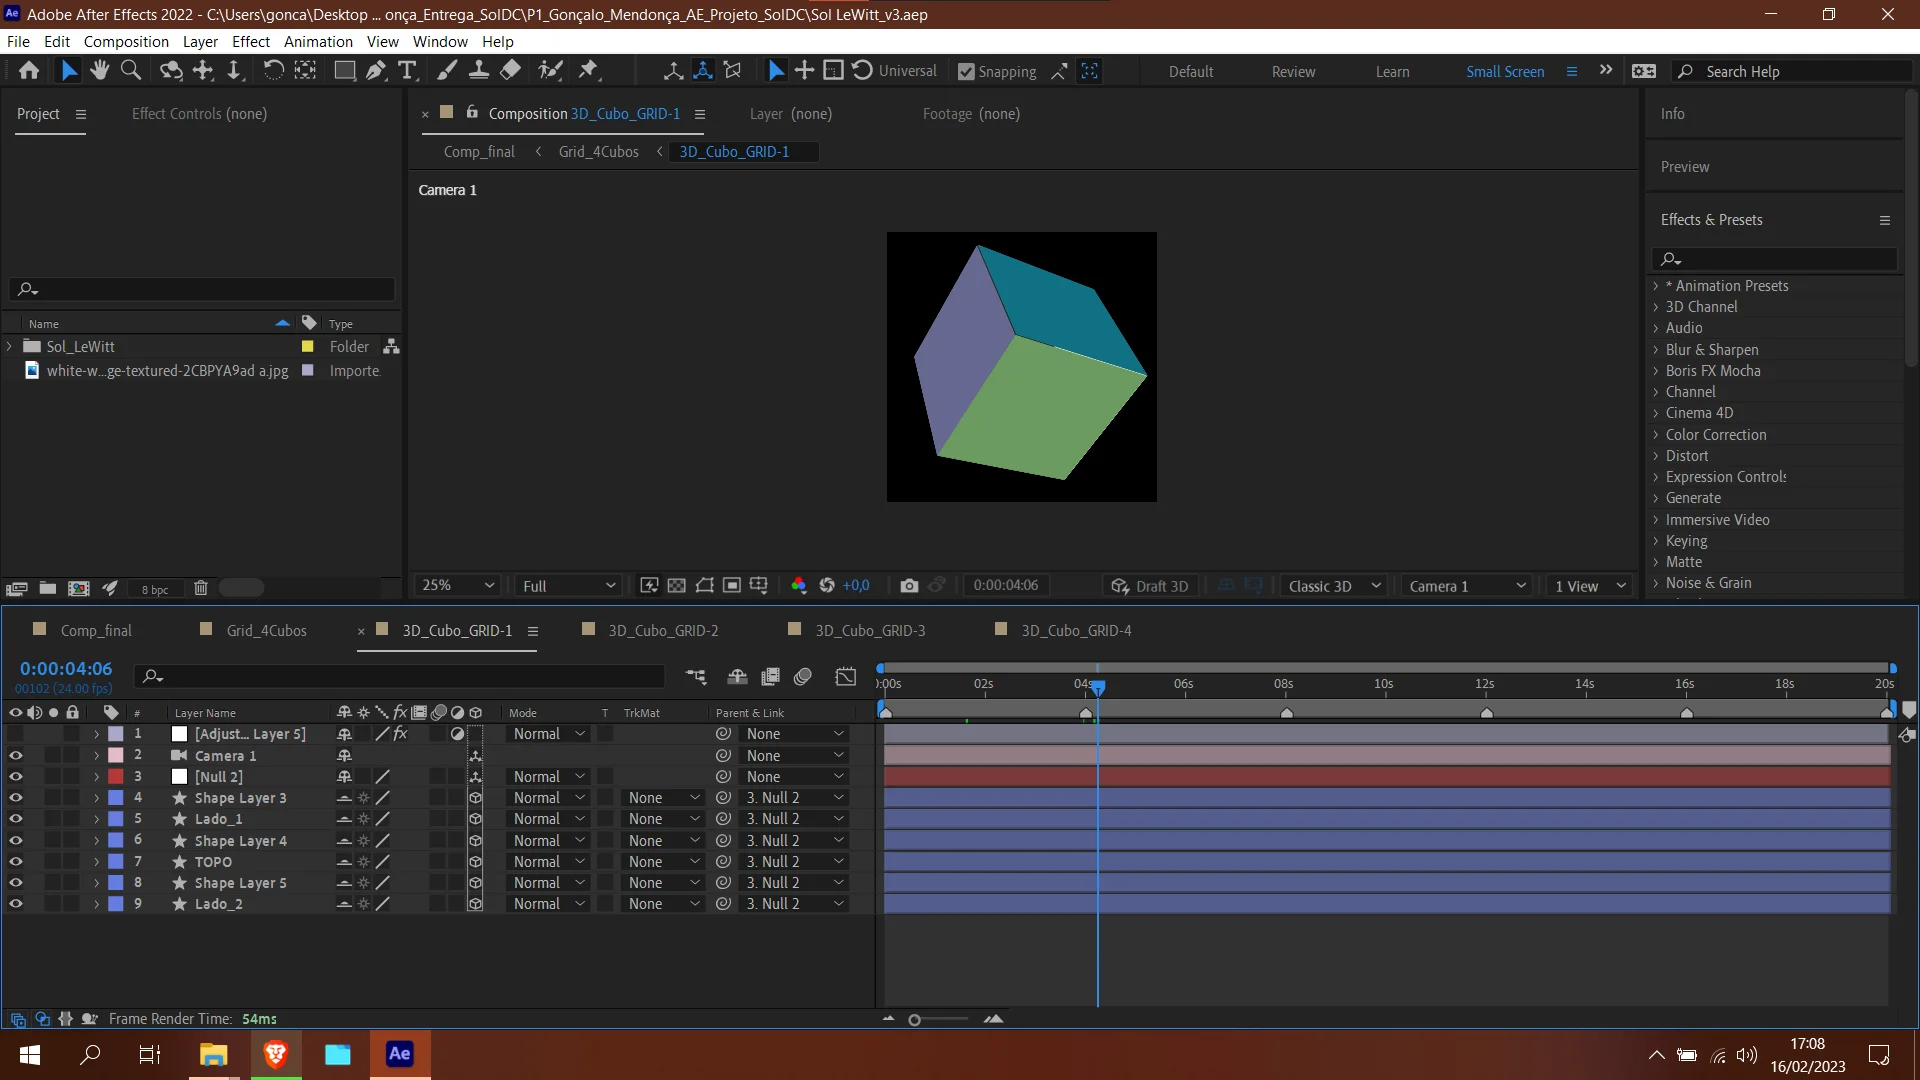 Ae Adobe After Effects 2022 - C:\Users\gonca\Desktop ... onça_Entrega_SolDC\P1_Gonçalo_Mendonça_AE_Projeto_SolDC\Sol LeWitt_v3.aep
File Edit Composition Layer Effect Animation View Window Help
Universal Snapping Default Review Learn Small Screen Search Help
Project Effect Controls (none) Composition 3D_Cubo_GRID-1 Layer (none) Footage (none) Info
Comp_final Grid_4Cubos 3D_Cubo_GRID-1
Preview
Camera 1
Effects & Presets
* Animation Presets
3D Channel
Audio
Blur & Sharpen
Boris FX Mocha
Channel
Cinema 4D
Color Correction
Distort
Expression Controls
Generate
Immersive Video
Keying
Matte
Noise & Grain
Name Type
Sol_LeWitt Folder
white-w...ge-textured-2CBPYA9ad a.jpg Importe
8 bpc
25% Full +0,0 0:00:04:06 Draft 3D Classic 3D Camera 1 1 View
Comp_final Grid_4Cubos 3D_Cubo_GRID-1 3D_Cubo_GRID-2 3D_Cubo_GRID-3 3D_Cubo_GRID-4
0:00:04:06
00102 (24.00 fps)
:00s 02s 04s 06s 08s 10s 12s 14s 16s 18s 20s
# Layer Name fx Mode T TrkMat Parent & Link
1 [Adjust... Layer 5] fx Normal None
2 Camera 1 None
3 [Null 2] Normal None
4 Shape Layer 3 Normal None 3. Null 2
5 Lado_1 Normal None 3. Null 2
6 Shape Layer 4 Normal None 3. Null 2
7 TOPO Normal None 3. Null 2
8 Shape Layer 5 Normal None 3. Null 2
9 Lado_2 Normal None 3. Null 2
Frame Render Time: 54ms
Ae
17:08
16/02/2023